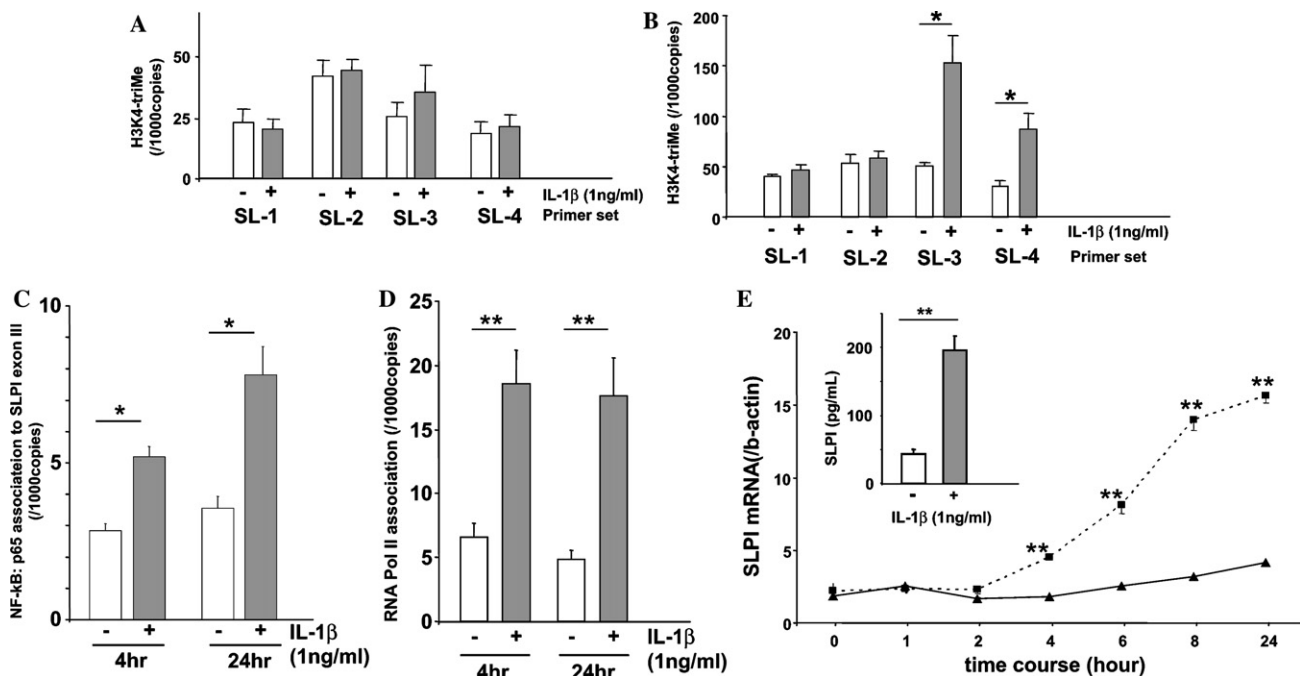 A
H3K4-triMe
(/1000copies)
50
25
0
- + - + - + - + IL-1β (1ng/ml)
SL-1 SL-2 SL-3 SL-4 Primer set
B
H3K4-triMe (/1000copies)
200
150
100
50
0
* *
- + - + - + - + IL-1β (1ng/ml)
SL-1 SL-2 SL-3 SL-4 Primer set
C
NF-kB: p65 associateion to SLPI exon III
(/1000copies)
10
5
0
* *
- + - + IL-1β
4hr 24hr (1ng/ml)
D
RNA Pol II association (/1000copies)
25
20
15
10
5
0
** **
- + - + IL-1β
4hr 24hr (1ng/ml)
E
SLPI mRNA(/b-actin)
20
15
10
5
0
** ** ** **
0 1 2 4 6 8 24
time course (hour)
SLPI (pg/mL)
200
100
0
**
- +
IL-1β (1ng/ml)